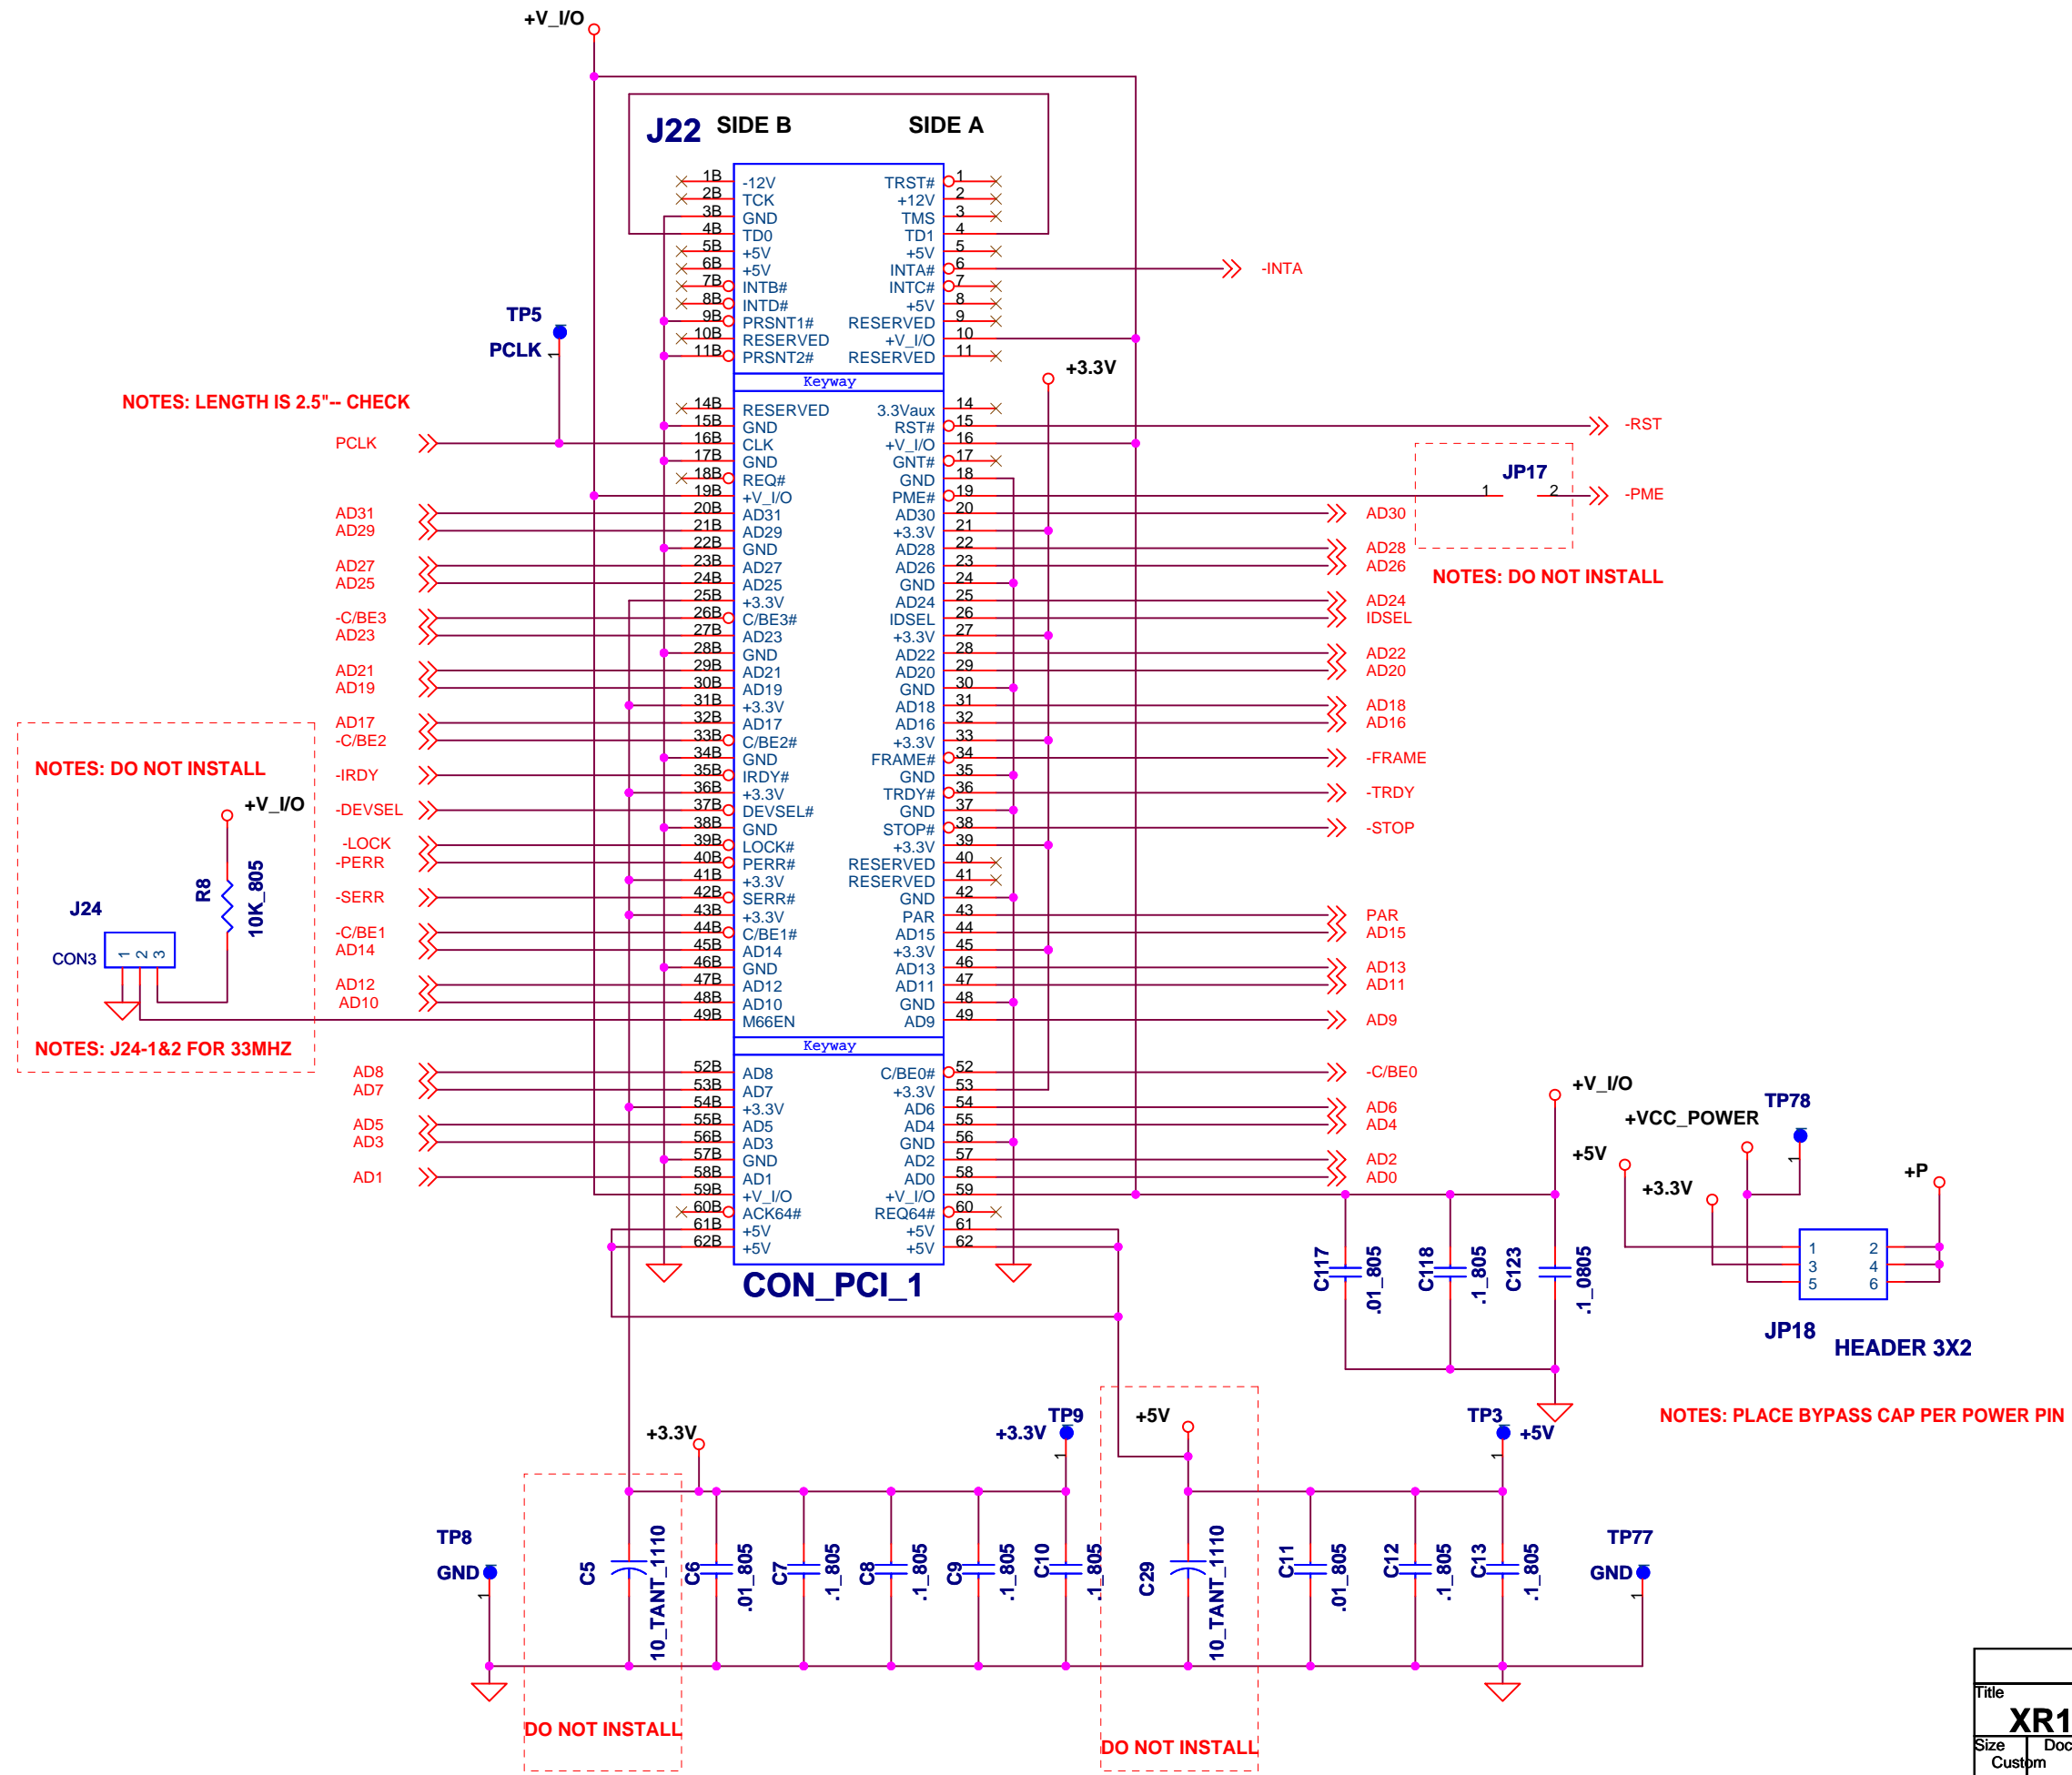 +V_I/O
J22 SIDE B SIDE A
1B -12V TRST# 1
2B TCK +12V 2
3B GND TMS 3
4B TD0 TD1 4
5B +5V +5V 5
6B +5V INTA# 6 -INTA
7B INTB# INTC# 7
8B INTD# +5V 8
9B PRSNT1# RESERVED 9
10B RESERVED +V_I/O 10
11B PRSNT2# RESERVED 11
TP5
PCLK 1
Keyway
+3.3V
NOTES: LENGTH IS 2.5"-- CHECK
14B RESERVED 3.3Vaux 14
15B GND RST# 15 -RST
PCLK 16B CLK +V_I/O 16
17B GND GNT# 17
18B REQ# GND 18
19B +V_I/O PME# 19 1 JP17 2 -PME
AD31 20B AD31 AD30 20 AD30
AD29 21B AD29 +3.3V 21
22B GND AD28 22 AD28
AD27 23B AD27 AD26 23 AD26
NOTES: DO NOT INSTALL
AD25 24B AD25 GND 24
25B +3.3V AD24 25 AD24
-C/BE3 26B C/BE3# IDSEL 26 IDSEL
AD23 27B AD23 +3.3V 27
28B GND AD22 28 AD22
AD21 29B AD21 AD20 29 AD20
AD19 30B AD19 GND 30
31B +3.3V AD18 31 AD18
AD17 32B AD17 AD16 32 AD16
-C/BE2 33B C/BE2# +3.3V 33
34B GND FRAME# 34 -FRAME
-IRDY 35B IRDY# GND 35
36B +3.3V TRDY# 36 -TRDY
-DEVSEL 37B DEVSEL# GND 37
38B GND STOP# 38 -STOP
-LOCK 39B LOCK# +3.3V 39
-PERR 40B PERR# RESERVED 40
41B +3.3V RESERVED 41
-SERR 42B SERR# GND 42
43B +3.3V PAR 43 PAR
-C/BE1 44B C/BE1# AD15 44 AD15
AD14 45B AD14 +3.3V 45
46B GND AD13 46 AD13
AD12 47B AD12 AD11 47 AD11
AD10 48B AD10 GND 48
49B M66EN AD9 49 AD9
NOTES: DO NOT INSTALL
+V_I/O
R8
10K_805
J24
CON3
1 2 3
NOTES: J24-1&2 FOR 33MHZ
Keyway
AD8 52B AD8 C/BE0# 52 -C/BE0
AD7 53B AD7 +3.3V 53
54B +3.3V AD6 54 AD6
AD5 55B AD5 AD4 55 AD4
AD3 56B AD3 GND 56
57B GND AD2 57 AD2
AD1 58B AD1 AD0 58 AD0
59B +V_I/O +V_I/O 59
60B ACK64# REQ64# 60
61B +5V +5V 61
62B +5V +5V 62
CON_PCI_1
+V_I/O
C117
.01_805
C118
.1_805
C123
.1_0805
+VCC_POWER
TP78
1
+5V
+3.3V
+P
1 2
3 4
5 6
JP18
HEADER 3X2
NOTES: PLACE BYPASS CAP PER POWER PIN
+3.3V
TP9
+3.3V
1
+5V
TP3
+5V
1
TP8
GND
1
C5
10_TANT_1110
C6
.01_805
C7
.1_805
C8
.1_805
C9
.1_805
C10
.1_805
C29
10_TANT_1110
C11
.01_805
C12
.1_805
C13
.1_805
TP77
GND
1
DO NOT INSTALL
DO NOT INSTALL
Title
XR1
Size Doc
Custom